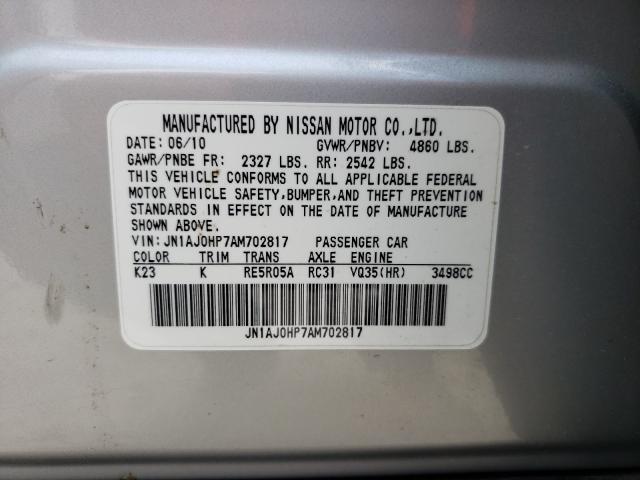 MANUFACTURED BY NISSAN MOTOR CO.,LTD.
DATE: 06/10 GVWR/PNBV: 4860 LBS.
GAWR/PNBE FR: 2327 LBS. RR: 2542 LBS.
THIS VEHICLE CONFORMS TO ALL APPLICABLE FEDERAL
MOTOR VEHICLE SAFETY,BUMPER,AND THEFT PREVENTION
STANDARDS IN EFFECT ON THE DATE OF MANUFACTURE
SHOWN ABOVE.
VIN: JN1AJ0HP7AM702817 PASSENGER CAR
COLOR TRIM TRANS AXLE ENGINE
K23 K RE5R05A RC31 VQ35(HR) 3498CC
JN1AJ0HP7AM702817